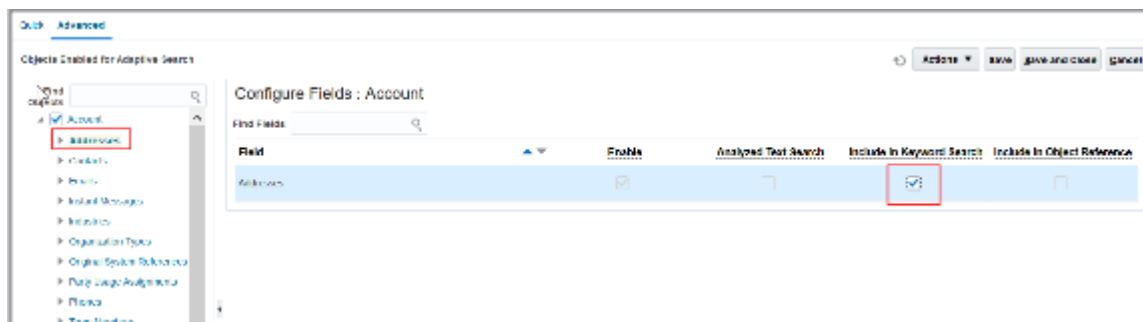 Quick Advanced
Objects Enabled for Adaptive Search
Actions Save Save and Close Cancel
Find Objects
Configure Fields : Account
Account
Find Fields
Addresses
Field Enable Analyzed Text Search Include in Keyword Search Include in Object Reference
Contacts
Addresses
Emails
Instant Messages
Industries
Organization Types
Original System References
Party Usage Assignments
Phones